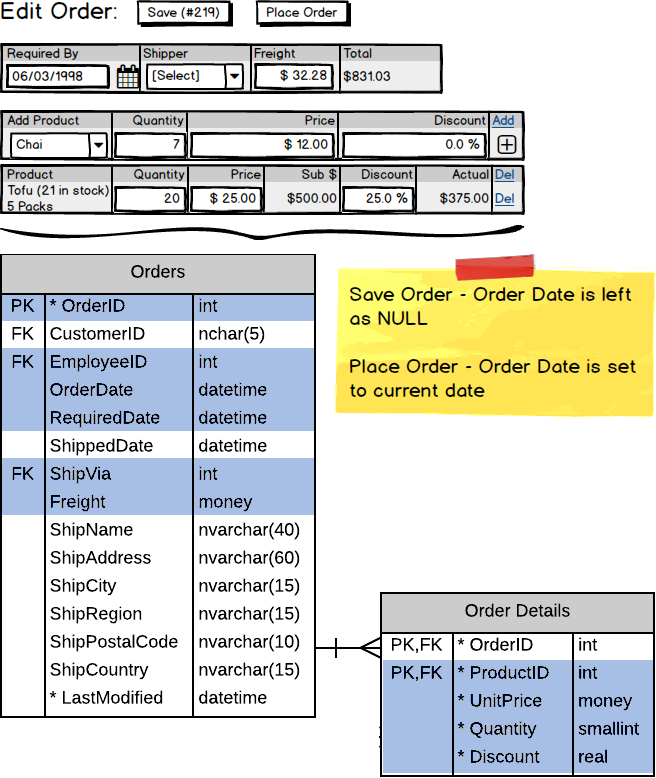 Edit Order: Save (#219) Place Order
Required By Shipper Freight Total
06/03/1998 [Select] $ 32.28 $831.03
Add Product Quantity Price Discount Add
Chai 7 $ 12.00 0.0 %
Product Quantity Price Sub $ Discount Actual Del
Tofu (21 in stock)
5 Packs 20 $ 25.00 $500.00 25.0 % $375.00 Del
Orders
PK * OrderID int
FK CustomerID nchar(5)
FK EmployeeID int
OrderDate datetime
RequiredDate datetime
ShippedDate datetime
FK ShipVia int
Freight money
ShipName nvarchar(40)
ShipAddress nvarchar(60)
ShipCity nvarchar(15)
ShipRegion nvarchar(15)
ShipPostalCode nvarchar(10)
ShipCountry nvarchar(15)
* LastModified datetime
Save Order - Order Date is left
as NULL
Place Order - Order Date is set
to current date
Order Details
PK,FK * OrderID int
PK,FK * ProductID int
* UnitPrice money
* Quantity smallint
* Discount real